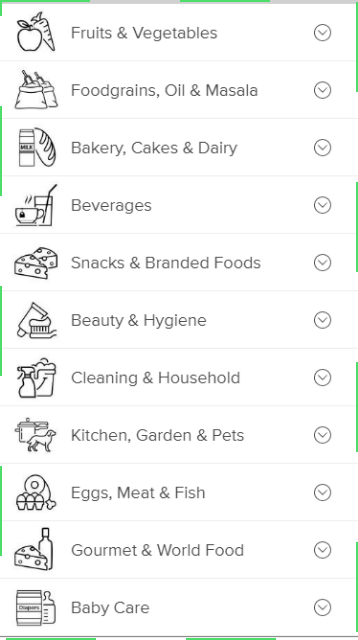 Fruits & Vegetables
Foodgrains, Oil & Masala
MILK
Bakery, Cakes & Dairy
Beverages
Snacks & Branded Foods
Beauty & Hygiene
Cleaning & Household
Kitchen, Garden & Pets
Eggs, Meat & Fish
Gourmet & World Food
Diapers
Baby Care